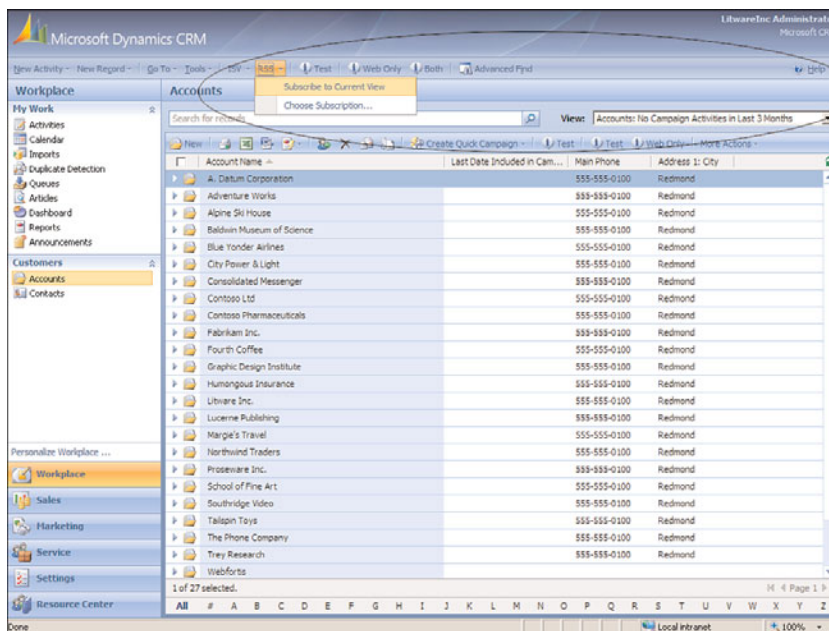 LitwareInc Administrat
Microsoft CR
Microsoft Dynamics CRM
New Activity New Record Go To Tools ISV RSS Test Web Only Both Advanced Find Help
Subscribe to Current View
Choose Subscription...
Workplace
My Work
Activities
Calendar
Imports
Duplicate Detection
Queues
Articles
Dashboard
Reports
Announcements
Customers
Accounts
Contacts
Personalize Workplace ...
Workplace
Sales
Marketing
Service
Settings
Resource Center
Accounts
Search for records
View: Accounts: No Campaign Activities in Last 3 Months
New Create Quick Campaign Test Test Web Only More Actions
Account Name Last Date Included in Cam... Main Phone Address 1: City
A. Datum Corporation 555-555-0100 Redmond
Adventure Works 555-555-0100 Redmond
Alpine Ski House 555-555-0100 Redmond
Baldwin Museum of Science 555-555-0100 Redmond
Blue Yonder Airlines 555-555-0100 Redmond
City Power & Light 555-555-0100 Redmond
Consolidated Messenger 555-555-0100 Redmond
Contoso Ltd 555-555-0100 Redmond
Contoso Pharmaceuticals 555-555-0100 Redmond
Fabrikam Inc. 555-555-0100 Redmond
Fourth Coffee 555-555-0100 Redmond
Graphic Design Institute 555-555-0100 Redmond
Humongous Insurance 555-555-0100 Redmond
Litware Inc. 555-555-0100 Redmond
Lucerne Publishing 555-555-0100 Redmond
Margie's Travel 555-555-0100 Redmond
Northwind Traders 555-555-0100 Redmond
Proseware Inc. 555-555-0100 Redmond
School of Fine Art 555-555-0100 Redmond
Southridge Video 555-555-0100 Redmond
Tailspin Toys 555-555-0100 Redmond
The Phone Company 555-555-0100 Redmond
Trey Research 555-555-0100 Redmond
Webfortis
1 of 27 selected. Page 1
All # A B C D E F G H I J K L M N O P Q R S T U V W X Y Z
Done Local intranet 100%